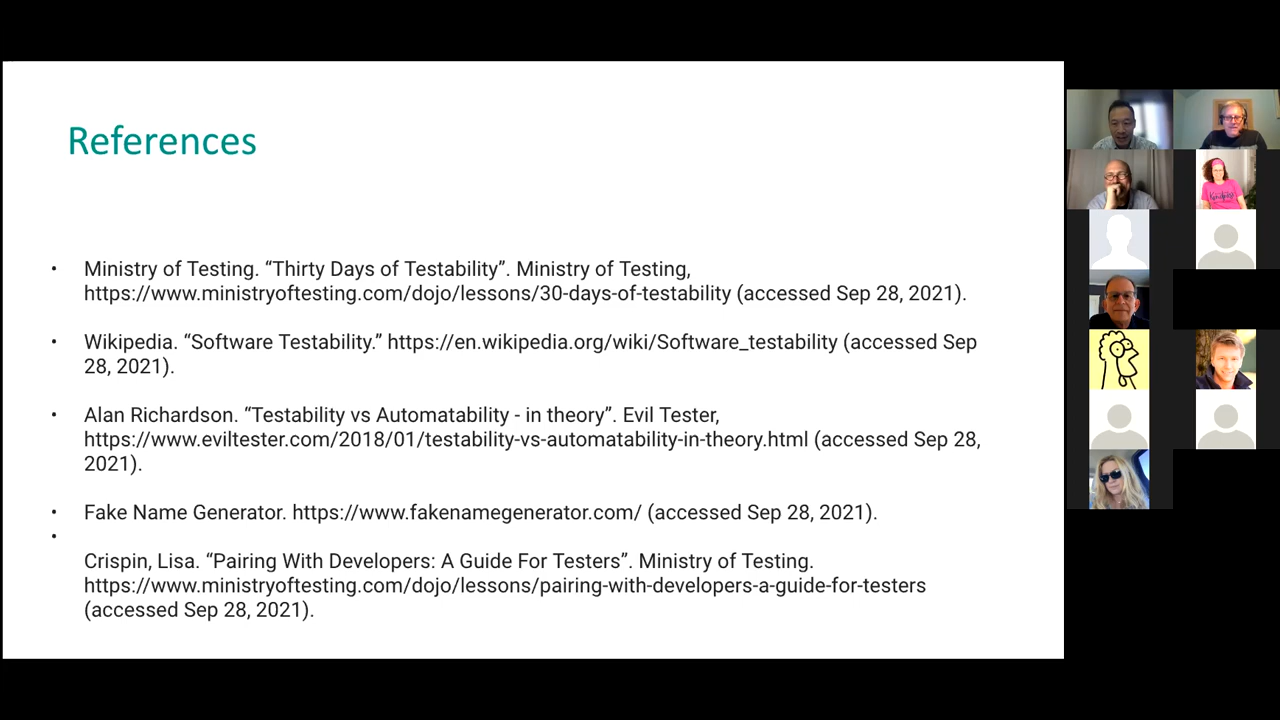 References
• Ministry of Testing. “Thirty Days of Testability”. Ministry of Testing,
https://www.ministryoftesting.com/dojo/lessons/30-days-of-testability (accessed Sep 28, 2021).
• Wikipedia. “Software Testability.” https://en.wikipedia.org/wiki/Software_testability (accessed Sep
28, 2021).
• Alan Richardson. “Testability vs Automatability - in theory”. Evil Tester,
https://www.eviltester.com/2018/01/testability-vs-automatability-in-theory.html (accessed Sep 28,
2021).
• Fake Name Generator. https://www.fakenamegenerator.com/ (accessed Sep 28, 2021).
•
Crispin, Lisa. “Pairing With Developers: A Guide For Testers”. Ministry of Testing.
https://www.ministryoftesting.com/dojo/lessons/pairing-with-developers-a-guide-for-testers
(accessed Sep 28, 2021).